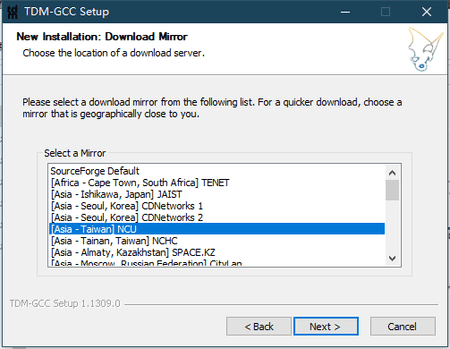 TDM-GCC Setup
New Installation: Download Mirror
Choose the location of a download server.
Please select a download mirror from the following list. For a quicker download, choose a
mirror that is geographically close to you.
Select a Mirror
SourceForge Default
[Africa - Cape Town, South Africa] TENET
[Asia - Ishikawa, Japan] JAIST
[Asia - Seoul, Korea] CDNetworks 1
[Asia - Seoul, Korea] CDNetworks 2
[Asia - Taiwan] NCU
[Asia - Tainan, Taiwan] NCHC
[Asia - Almaty, Kazakhstan] SPACE.KZ
[Asia - Moscow, Russian Federation] CityLan
TDM-GCC Setup 1.1309.0
< Back
Next >
Cancel